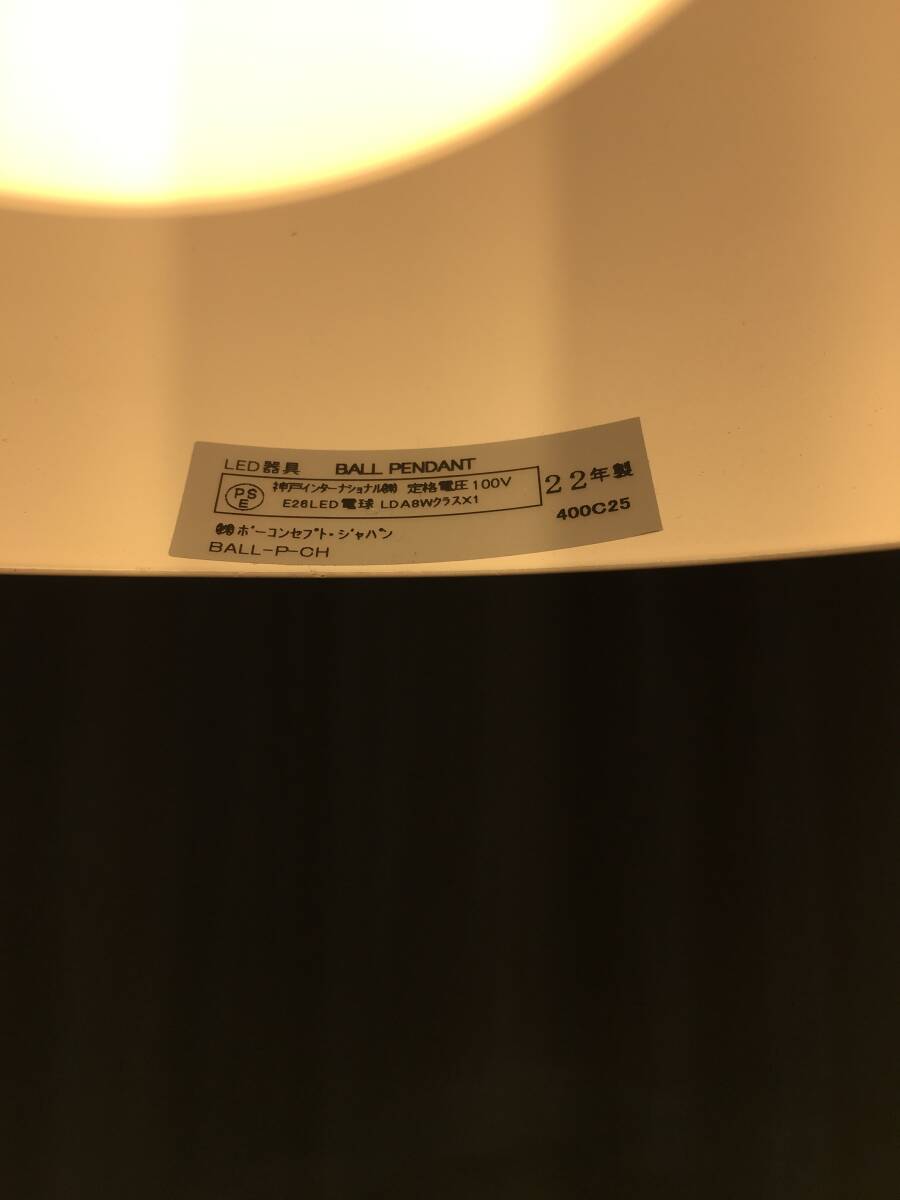 LED器具 BALL PENDANT
PSE 神戸インターナショナル㈱ 定格電圧100V
E26LED電球 LDA8WクラスX1
22年製
400C25
㈱ボーコンセプト・ジャパン
BALL-P-CH